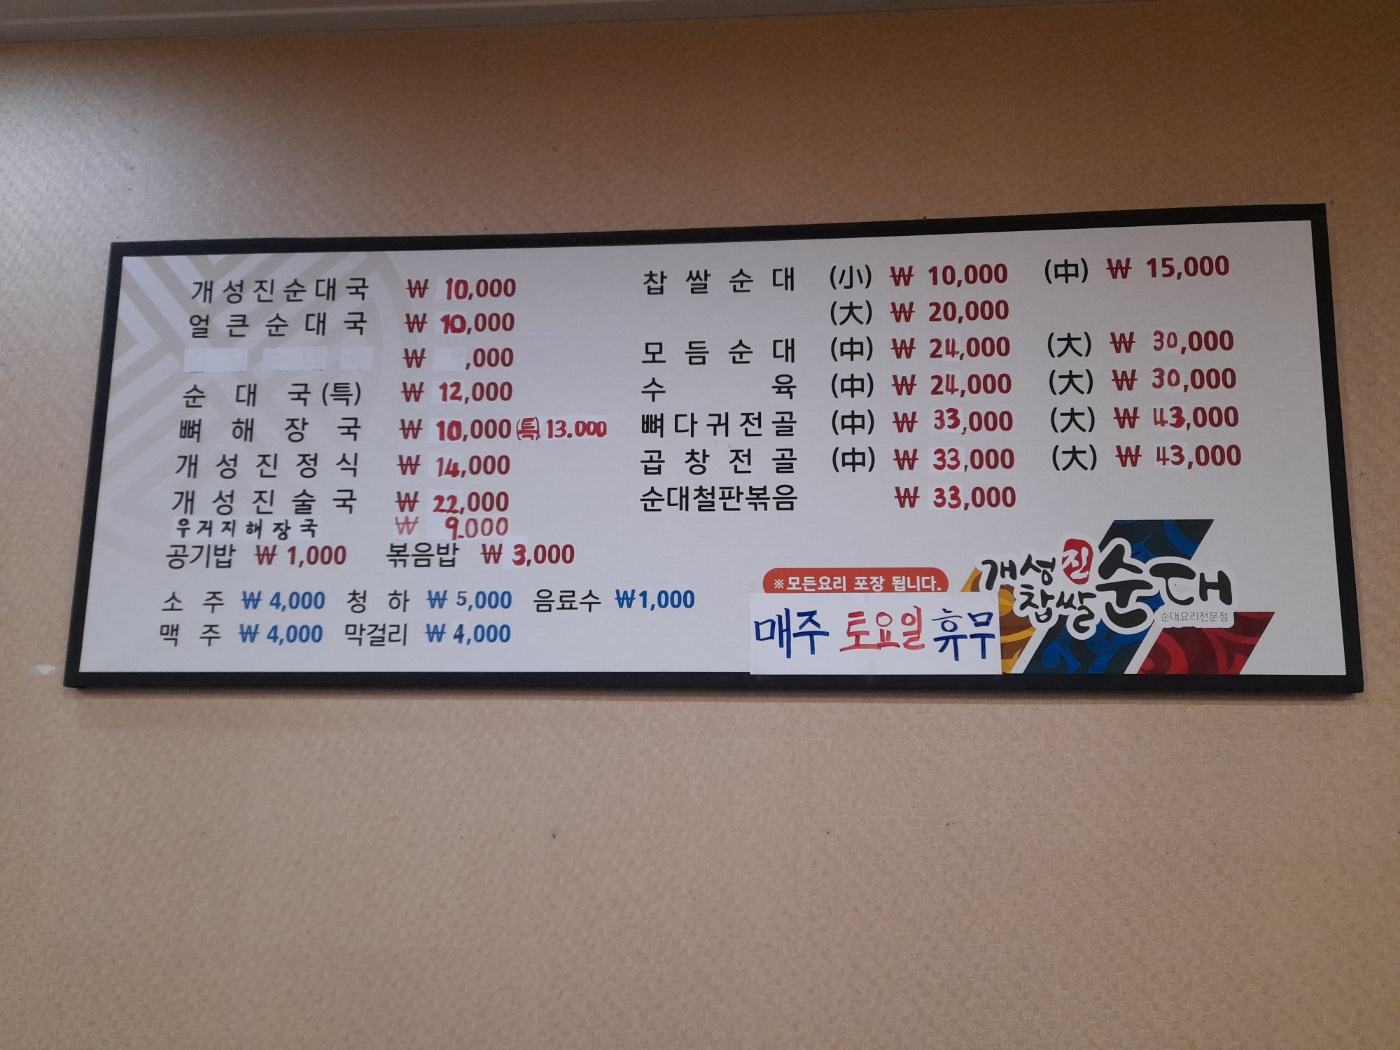 개성진순대국 ₩ 10,000
얼큰순대국 ₩ 10,000
₩ ,000
순대국(특) ₩ 12,000
뼈해장국 ₩ 10,000 (특) 13.000
개성진정식 ₩ 14,000
개성진술국 ₩ 22,000
우거지해장국 ₩ 9.000
공기밥 ₩ 1,000 볶음밥 ₩ 3,000
소주 ₩ 4,000 청하 ₩ 5,000 음료수 ₩1,000
맥주 ₩ 4,000 막걸리 ₩ 4,000
찹쌀순대 (小) ₩ 10,000 (中) ₩ 15,000
(大) ₩ 20,000
모듬순대 (中) ₩ 24,000 (大) ₩ 30,000
수육 (中) ₩ 24,000 (大) ₩ 30,000
뼈다귀전골 (中) ₩ 33,000 (大) ₩ 43,000
곱창전골 (中) ₩ 33,000 (大) ₩ 43,000
순대철판볶음 ₩ 33,000
※모든요리 포장 됩니다.
매주 토요일 휴무
개성진
찹쌀순대
순대요리전문점